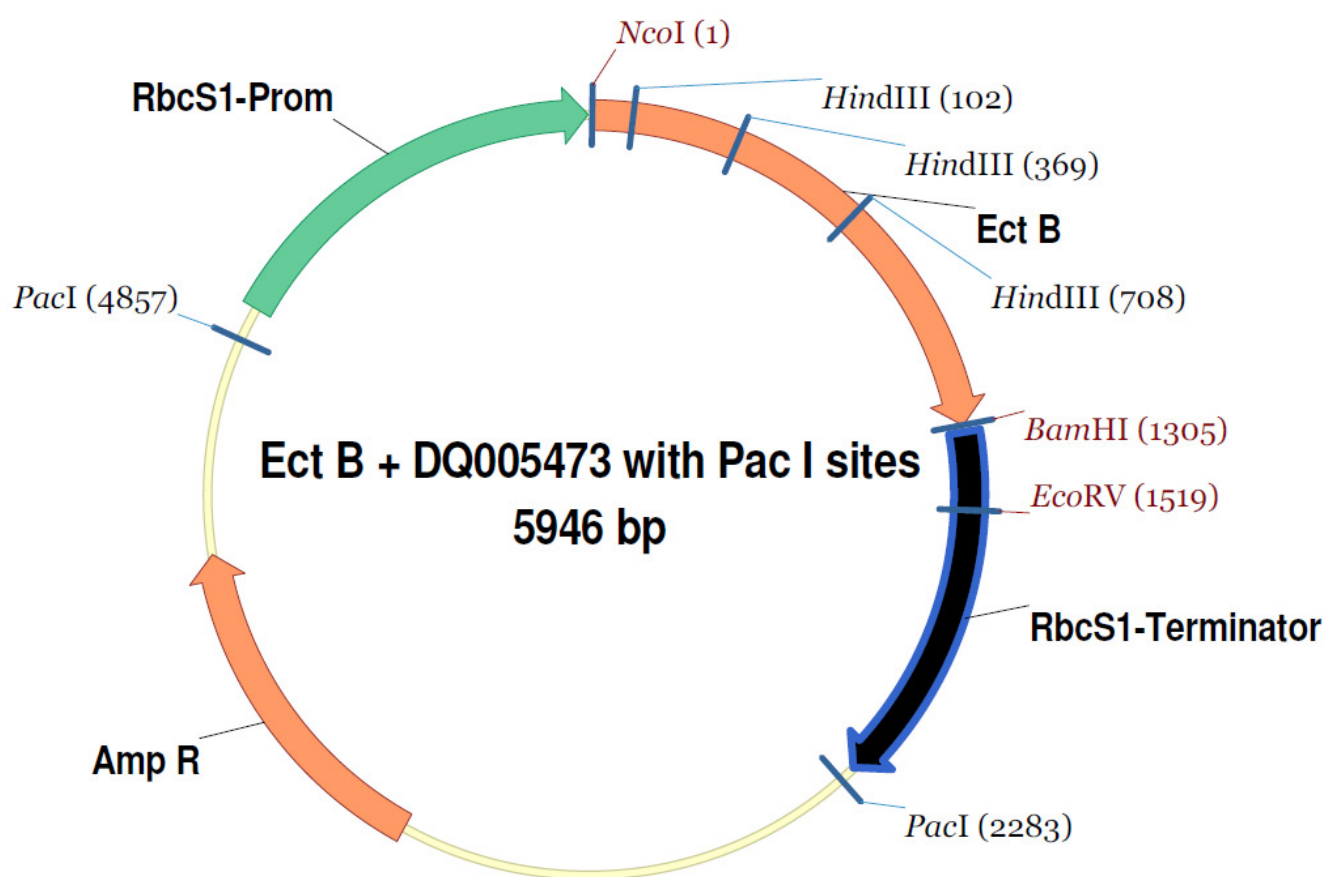 NcoI (1)
RbcS1-Prom
HindIII (102)
HindIII (369)
Ect B
PacI (4857)
HindIII (708)
BamHI (1305)
Ect B + DQ005473 with Pac I sites
5946 bp
EcoRV (1519)
RbcS1-Terminator
Amp R
PacI (2283)